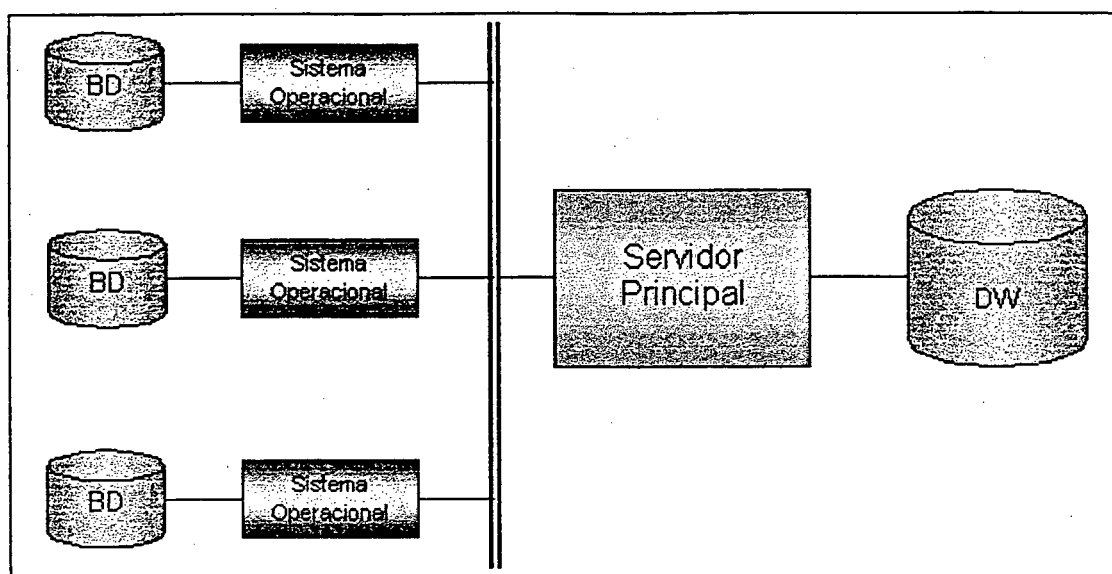 BD
Sistema
Operacional
BD
Sistema
Operacional
Servidor
Principal
DW
BD
Sistema
Operacional